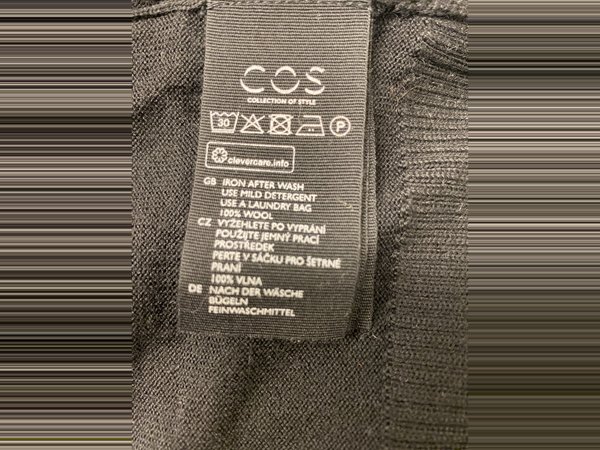 COS
COLLECTION OF STYLE
30 P
clevercare.info
GB IRON AFTER WASH
USE MILD DETERGENT
USE A LAUNDRY BAG
100% WOOL
CZ VYŽEHLETE PO VYPRÁNÍ
POUŽIJTE JEMNÝ PRACÍ
PROSTŘEDEK
PERTE V SÁČKU PRO ŠETRNÉ
PRANÍ
100% VLNA
DE NACH DER WÄSCHE
BÜGELN
FEINWASCHMITTEL